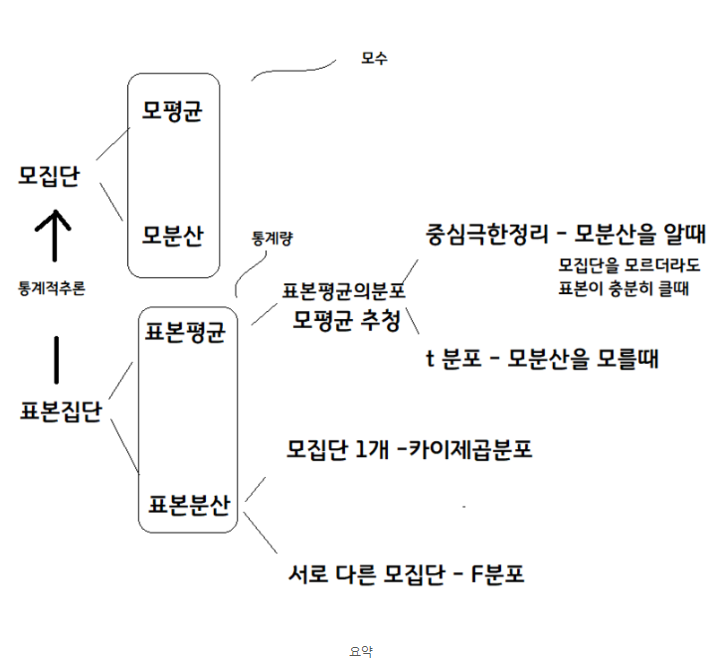 모수
모평균
모집단
모분산
통계적추론
통계량
중심극한정리 - 모분산을 알때
모집단을 모르더라도
표본이 충분히 클때
표본평균의분포
모평균 추청
표본평균
t 분포 - 모분산을 모를때
표본집단
모집단 1개 -카이제곱분포
표본분산
서로 다른 모집단 - F분포
요약